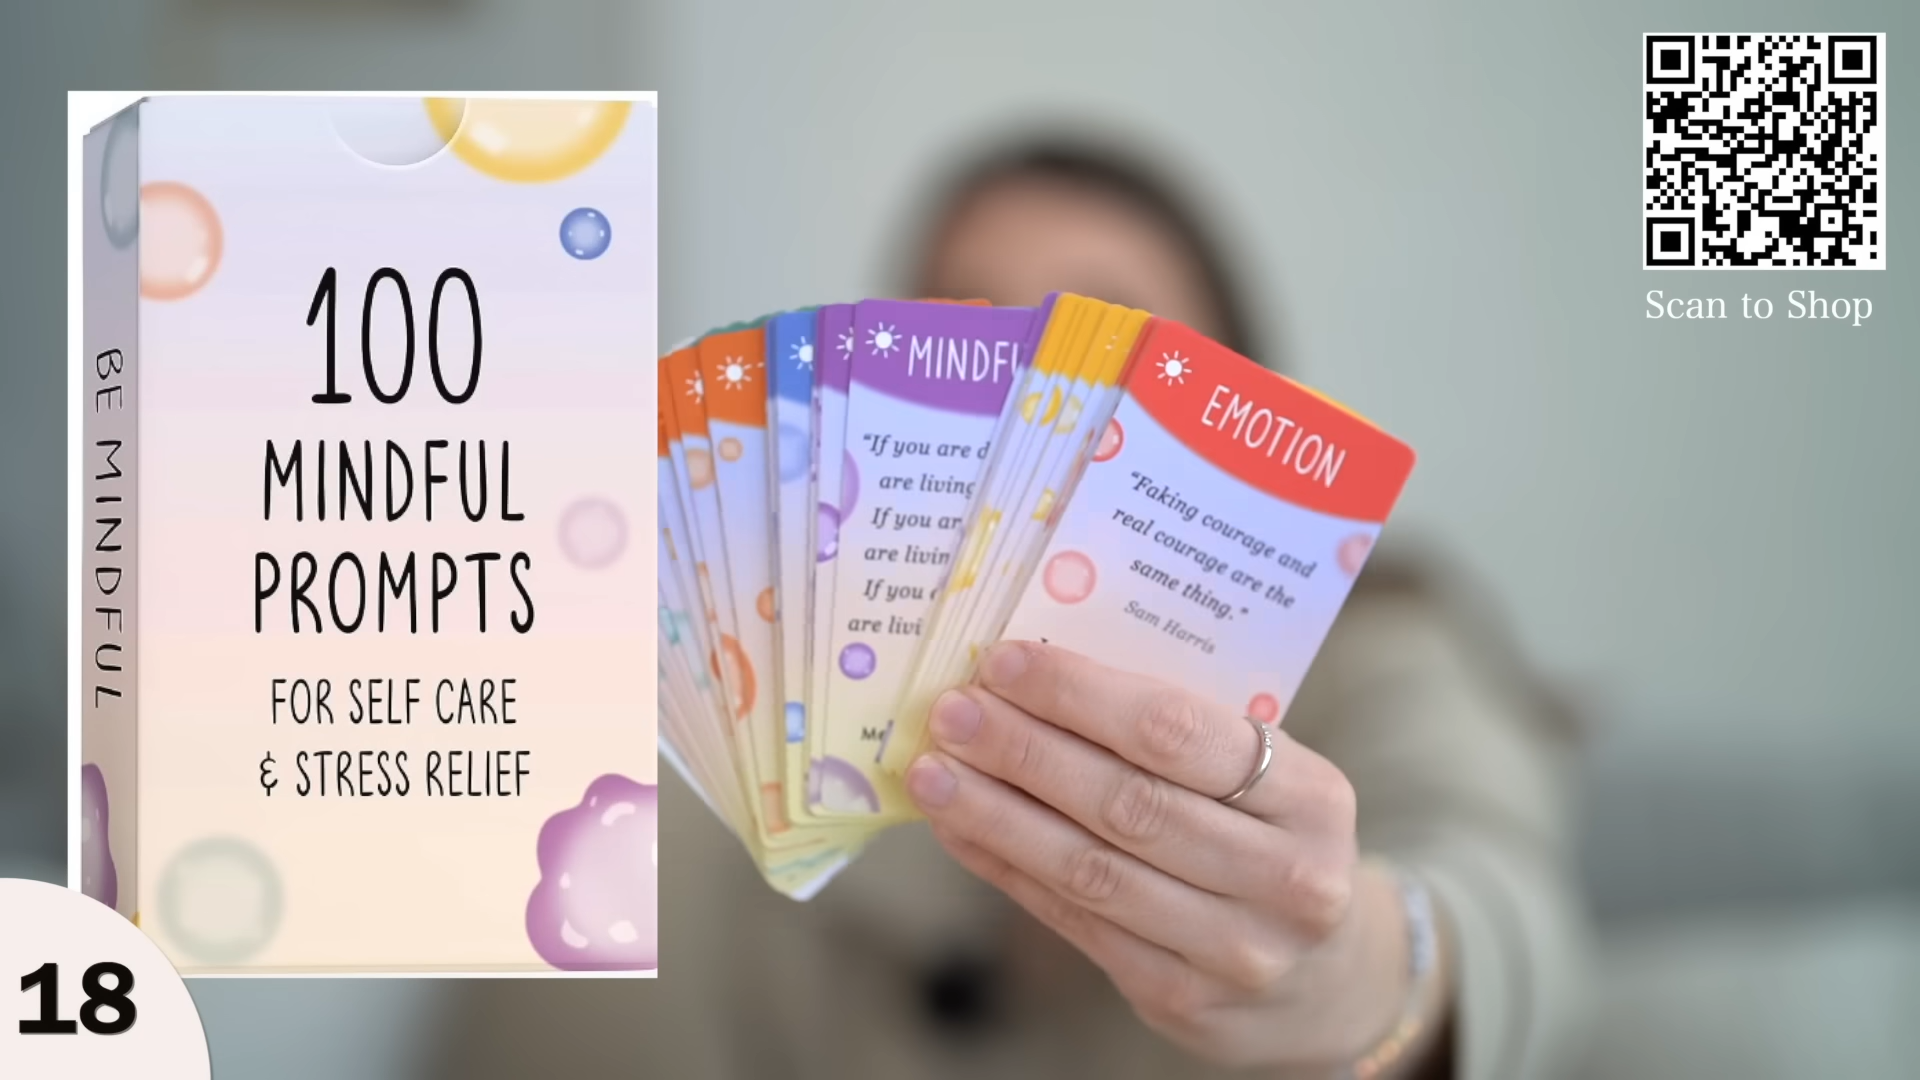 BE MINDFUL
100
MINDFUL
PROMPTS
FOR SELF CARE
& STRESS RELIEF
MINDFU
“If you are d
are living
If you ar
are livin
If you
are livi
Me
EMOTION
“Faking courage and
real courage are the
same thing.”
Sam Harris
Scan to Shop
18